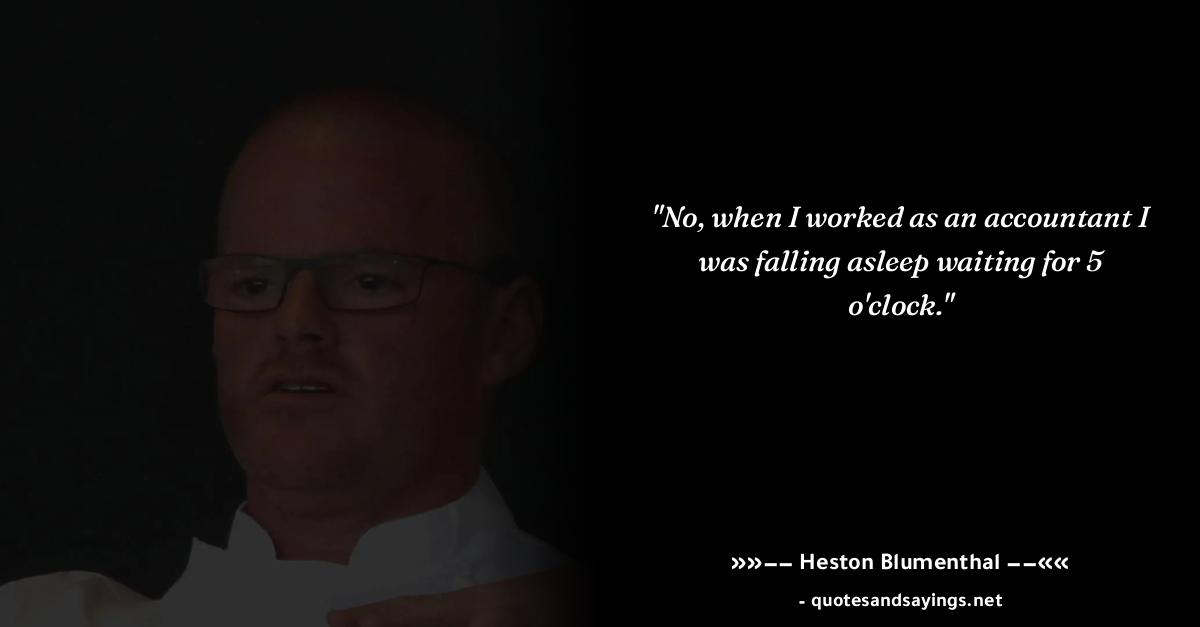 "No, when I worked as an accountant I
was falling asleep waiting for 5
o'clock."
»»−− Heston Blumenthal −−««
- quotesandsayings.net